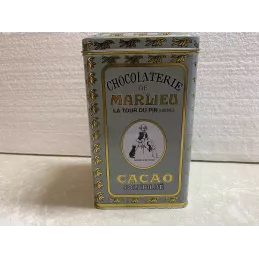 CHOCOLATERIE
DE
MARLIEU
LA TOUR DU PIN
CACAO